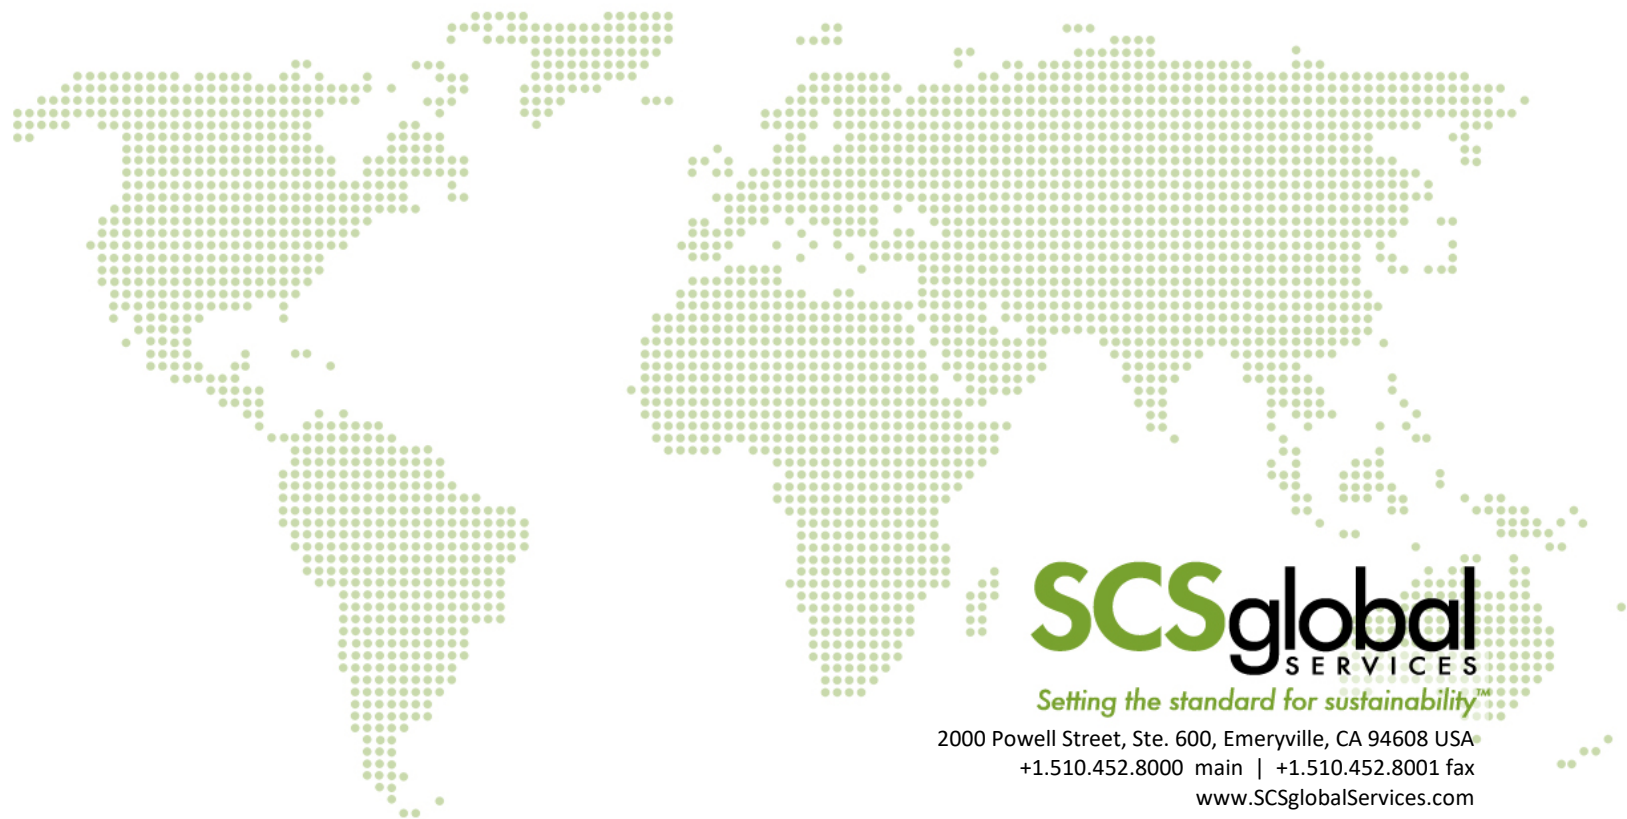 SCSglobal
SERVICES
Setting the standard for sustainability™
2000 Powell Street, Ste. 600, Emeryville, CA 94608 USA
+1.510.452.8000 main | +1.510.452.8001 fax
www.SCSglobalServices.com